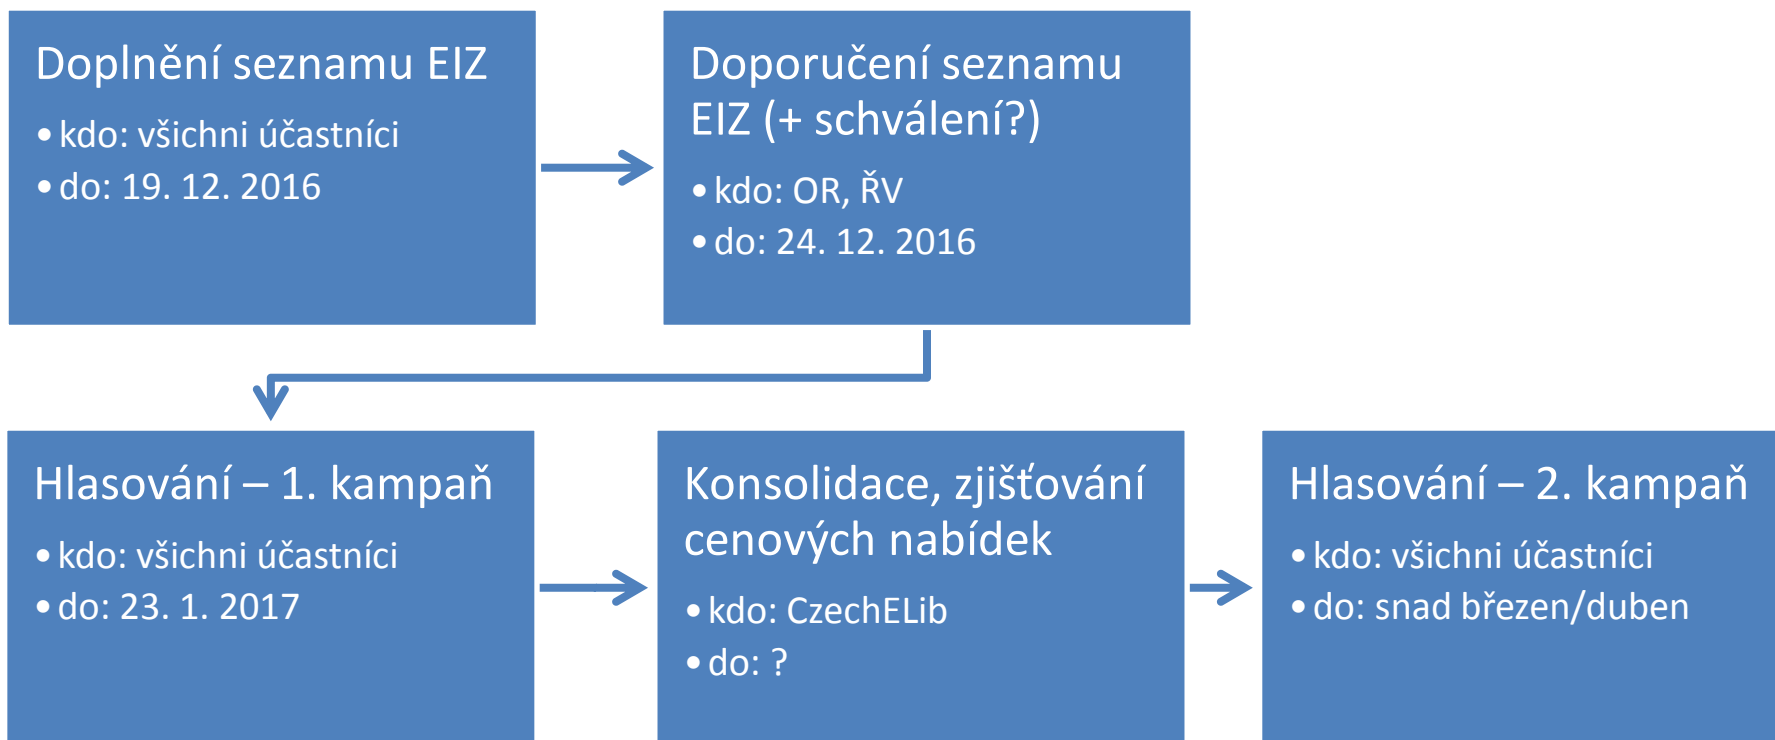 Doplnění seznamu EIZ
• kdo: všichni účastníci
• do: 19. 12. 2016
Doporučení seznamu
EIZ (+ schválení?)
• kdo: OR, ŘV
• do: 24. 12. 2016
Hlasování – 1. kampaň
• kdo: všichni účastníci
• do: 23. 1. 2017
Konsolidace, zjišťování
cenových nabídek
• kdo: CzechELib
• do: ?
Hlasování – 2. kampaň
• kdo: všichni účastníci
• do: snad březen/duben